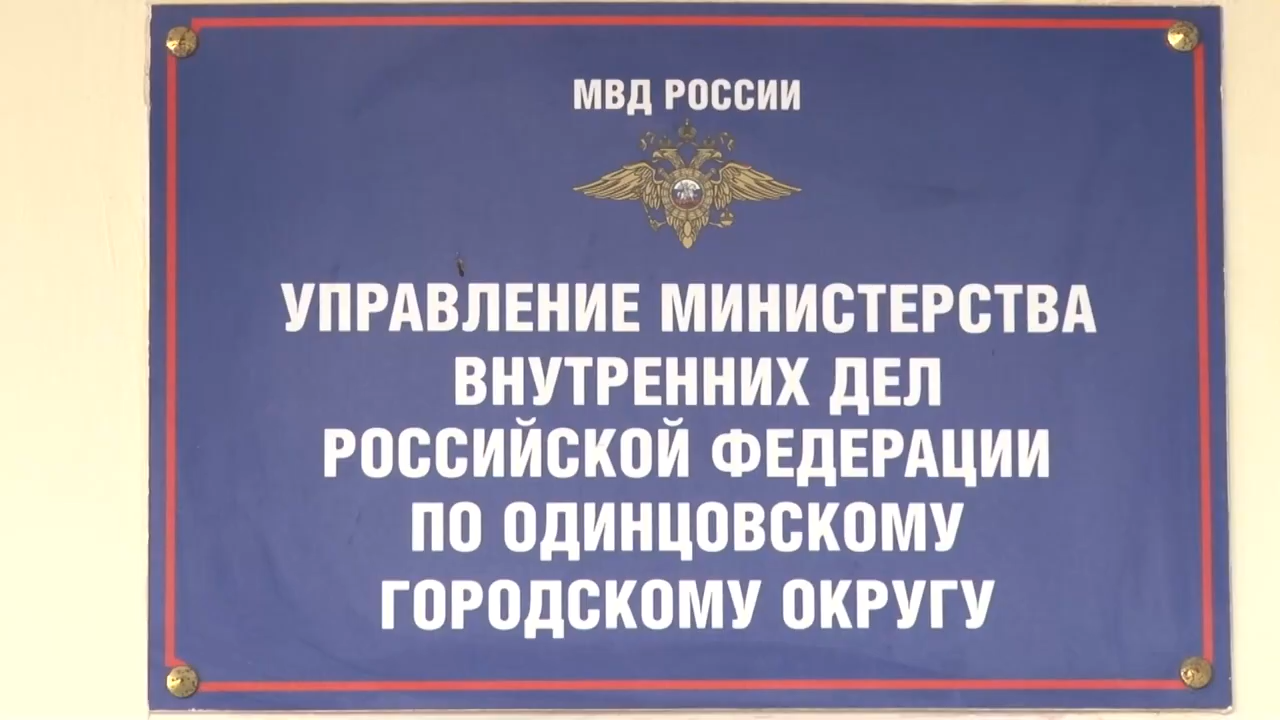 МВД РОССИИ
УПРАВЛЕНИЕ МИНИСТЕРСТВА
ВНУТРЕННИХ ДЕЛ
РОССИЙСКОЙ ФЕДЕРАЦИИ
ПО ОДИНЦОВСКОМУ
ГОРОДСКОМУ ОКРУГУ